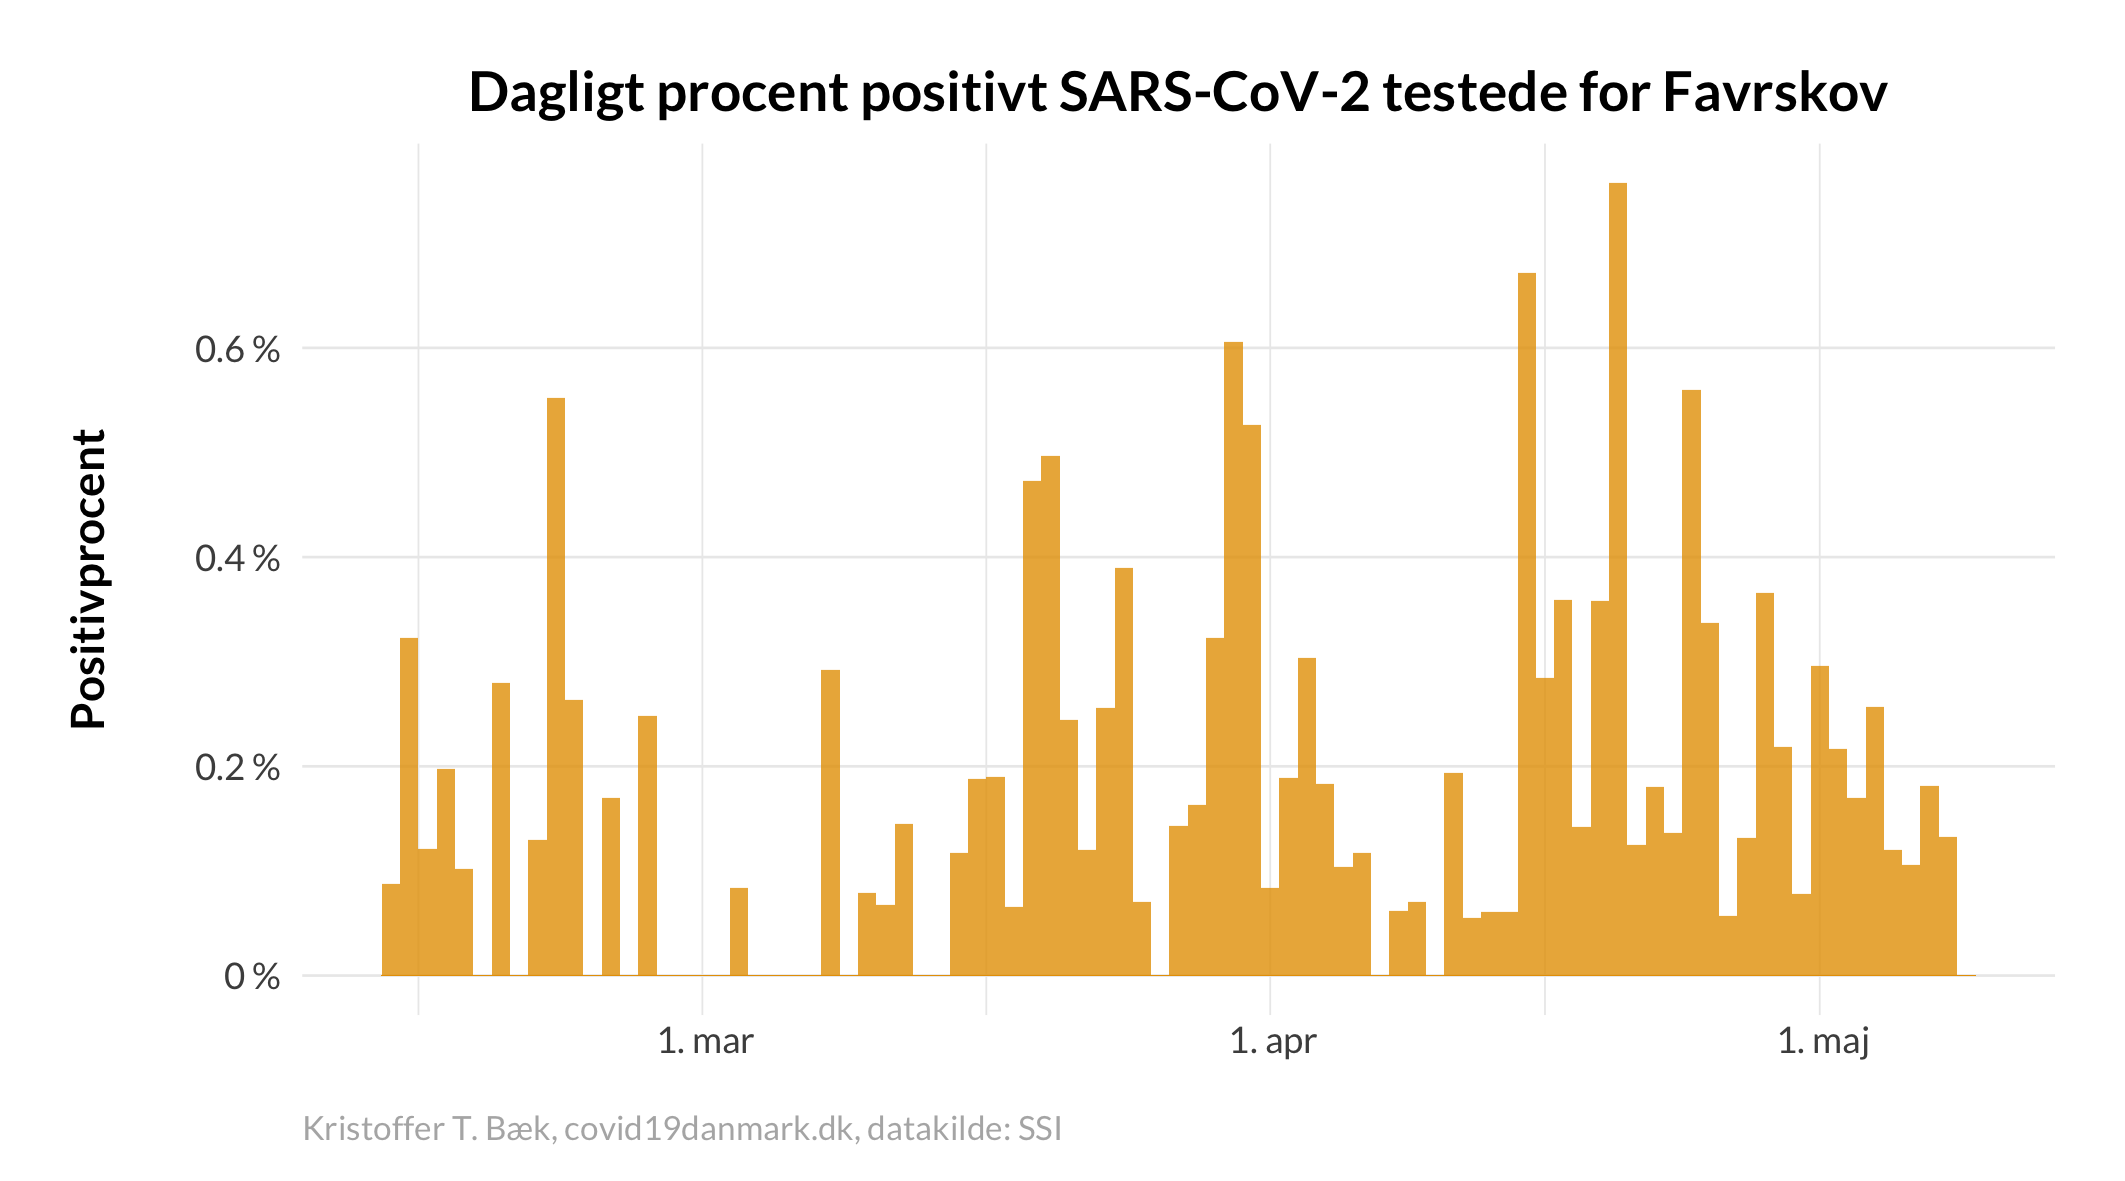 Dagligt procent positivt SARS-CoV-2 testede for Favrskov
Positivprocent
0.6 %
0.4 %
0.2 %
0 %
1. mar
1. apr
1. maj
Kristoffer T. Bæk, covid19danmark.dk, datakilde: SSI